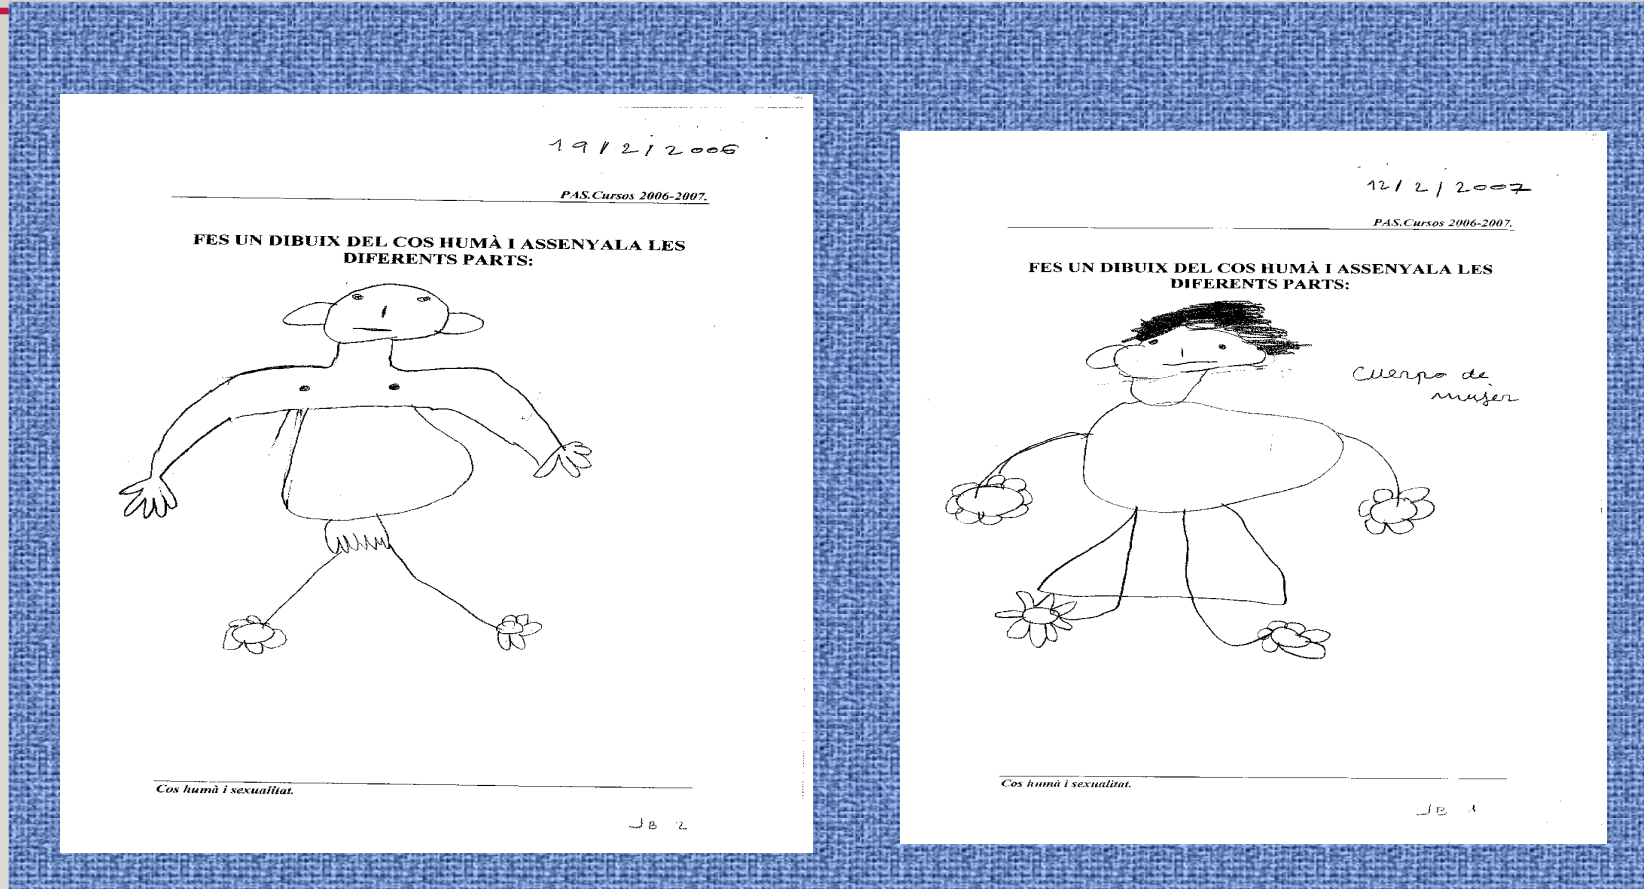 19/2/2006
PAS.Cursos 2006-2007.
FES UN DIBUIX DEL COS HUMÀ I ASSENYALA LES
DIFERENTS PARTS:
Cos humà i sexualitat.
JB 2
12/2/2007
PAS.Cursos 2006-2007.
FES UN DIBUIX DEL COS HUMÀ I ASSENYALA LES
DIFERENTS PARTS:
Cuerpo de
mujer
Cos humà i sexualitat.
JB 1